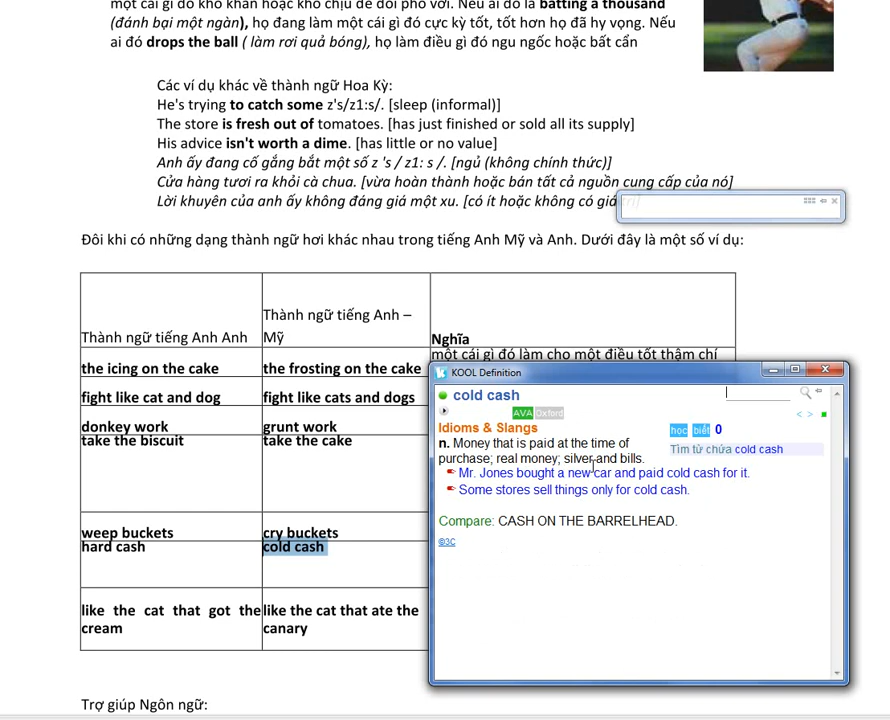 một cái gì đó khó khăn hoặc khó chịu để đối phó với. Nếu ai đó là batting a thousand
(đánh bại một ngàn), họ đang làm một cái gì đó cực kỳ tốt, tốt hơn họ đã hy vọng. Nếu
ai đó drops the ball ( làm rơi quả bóng), họ làm điều gì đó ngu ngốc hoặc bất cẩn
Các ví dụ khác về thành ngữ Hoa Kỳ:
He's trying to catch some z's/z1:s/. [sleep (informal)]
The store is fresh out of tomatoes. [has just finished or sold all its supply]
His advice isn't worth a dime. [has little or no value]
Anh ấy đang cố gắng bắt một số z 's / z1: s /. [ngủ (không chính thức)]
Cửa hàng tươi ra khỏi cà chua. [vừa hoàn thành hoặc bán tất cả nguồn cung cấp của nó]
Lời khuyên của anh ấy không đáng giá một xu. [có ít hoặc không có giá trị]
Đôi khi có những dạng thành ngữ hơi khác nhau trong tiếng Anh Mỹ và Anh. Dưới đây là một số ví dụ:
Thành ngữ tiếng Anh Anh
Thành ngữ tiếng Anh –
Mỹ
Nghĩa
the icing on the cake
the frosting on the cake
một cái gì đó làm cho một điều tốt thậm chí
fight like cat and dog
fight like cats and dogs
donkey work
grunt work
take the biscuit
take the cake
weep buckets
cry buckets
hard cash
cold cash
like the cat that got the
cream
like the cat that ate the
canary
KOOL Definition
cold cash
AVA Oxford
< >
Idioms & Slangs
học biết 0
n. Money that is paid at the time of
purchase; real money; silver and bills.
Tìm từ chứa cold cash
Mr. Jones bought a new car and paid cold cash for it.
Some stores sell things only for cold cash.
Compare: CASH ON THE BARRELHEAD.
©3C
Trợ giúp Ngôn ngữ: